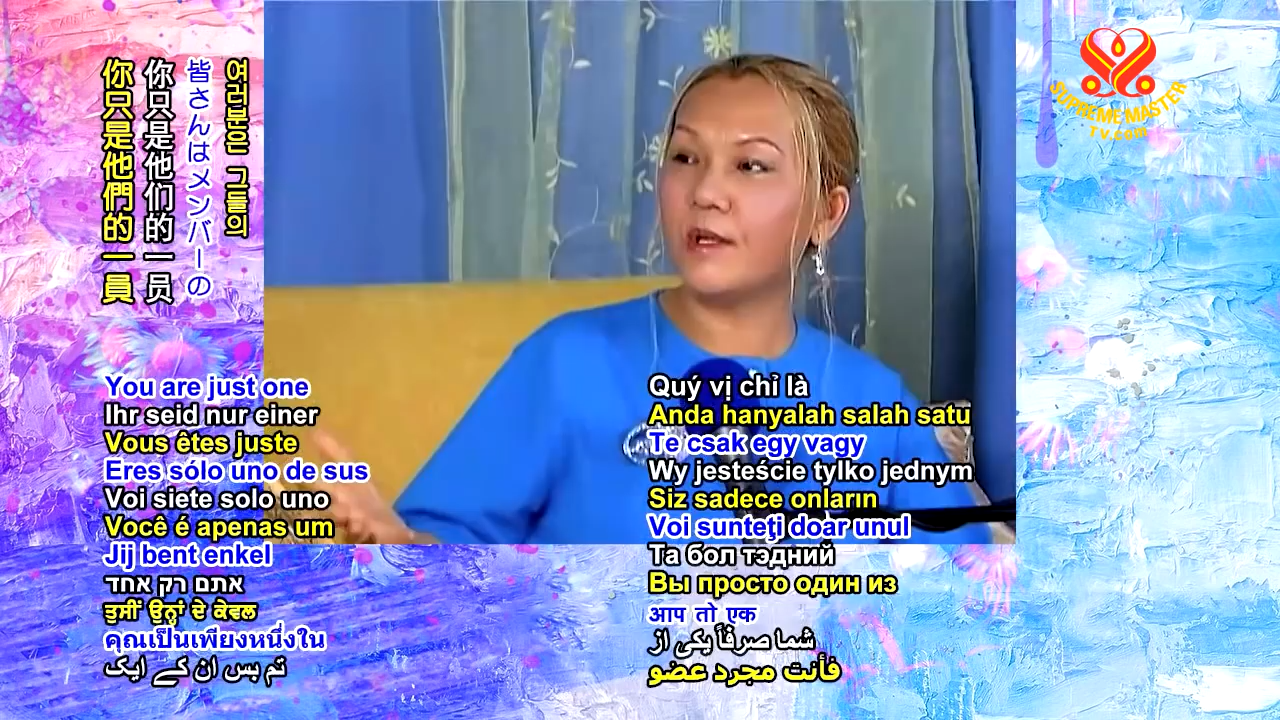 여러분은 그들의
皆さんはメンバーの
你只是他们的一员
你只是他們的一員
SUPREME MASTER
TV.com
You are just one
Ihr seid nur einer
Vous êtes juste
Eres sólo uno de sus
Voi siete solo uno
Você é apenas um
Jij bent enkel
אתם רק אחד
ਤੁਸੀਂ ਉਨ੍ਹਾਂ ਦੇ ਕੇਵਲ
คุณเป็นเพียงหนึ่งใน
تم بس ان کے ایک
Quý vị chỉ là
Anda hanyalah salah satu
Te csak egy vagy
Wy jesteście tylko jednym
Siz sadece onların
Voi sunteţi doar unul
Та бол тэдний
Вы просто один из
आप तो एक
شما صرفاً یکی از
فأنت مجرد عضو